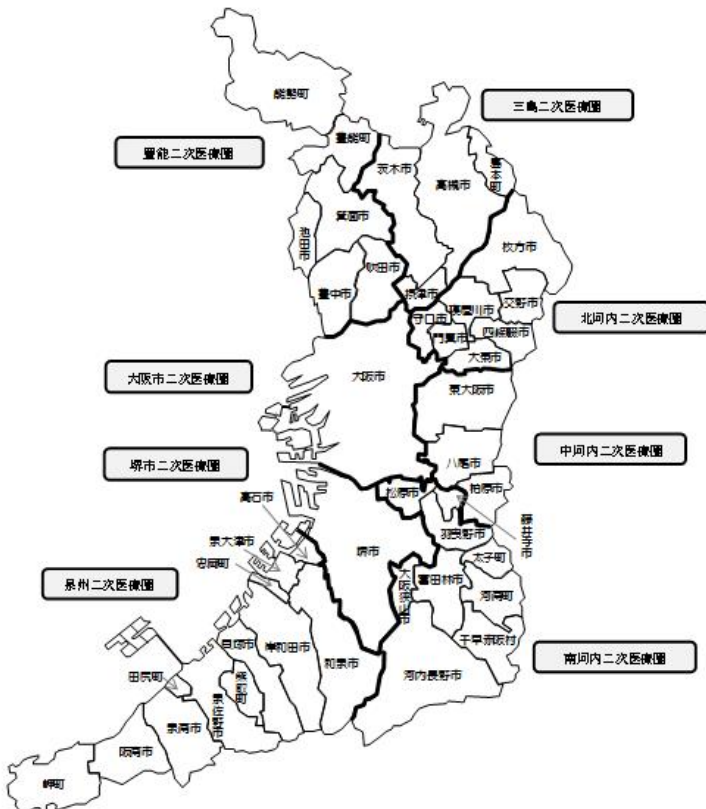 能勢町
三島二次医療圏
豊能町
豊能二次医療圏
茨木市
高槻市
島本町
箕面市
池田市
枚方市
吹田市
豊中市
摂津市
交野市
寝屋川市
守口市
北河内二次医療圏
四條畷市
門真市
大東市
大阪市
大阪市二次医療圏
東大阪市
中河内二次医療圏
八尾市
堺市二次医療圏
柏原市
松原市
高石市
藤井寺市
羽曳野市
泉大津市
堺市
太子町
忠岡町
富田林市
大阪狭山市
泉州二次医療圏
河南町
千早赤阪村
貝塚市
岸和田市
和泉市
南河内二次医療圏
河内長野市
田尻町
熊取町
泉佐野市
泉南市
阪南市
岬町